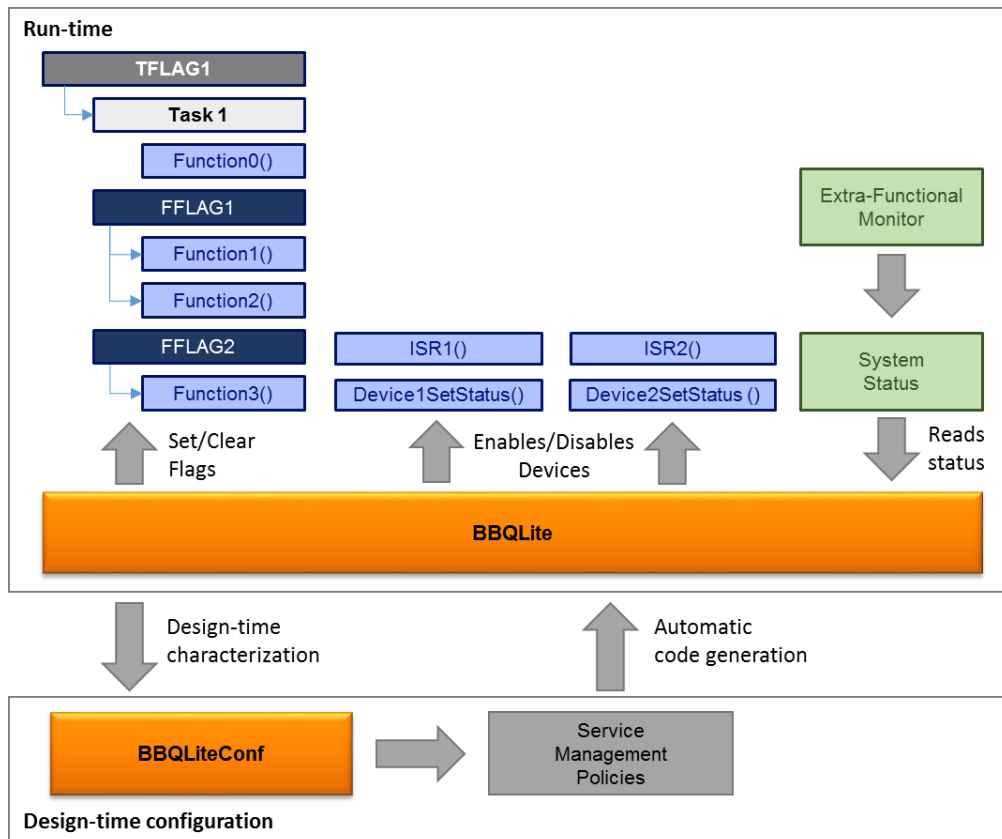 Run-time
TFLAG1
Task 1
Function0()
FFLAG1
Function1()
Function2()
FFLAG2
Function3()
ISR1()
Device1SetStatus()
ISR2()
Device2SetStatus ()
Extra-Functional
Monitor
System
Status
Set/Clear
Flags
Enables/Disables
Devices
Reads
status
BBQLite
Design-time
characterization
Automatic
code generation
BBQLiteConf
Service
Management
Policies
Design-time configuration